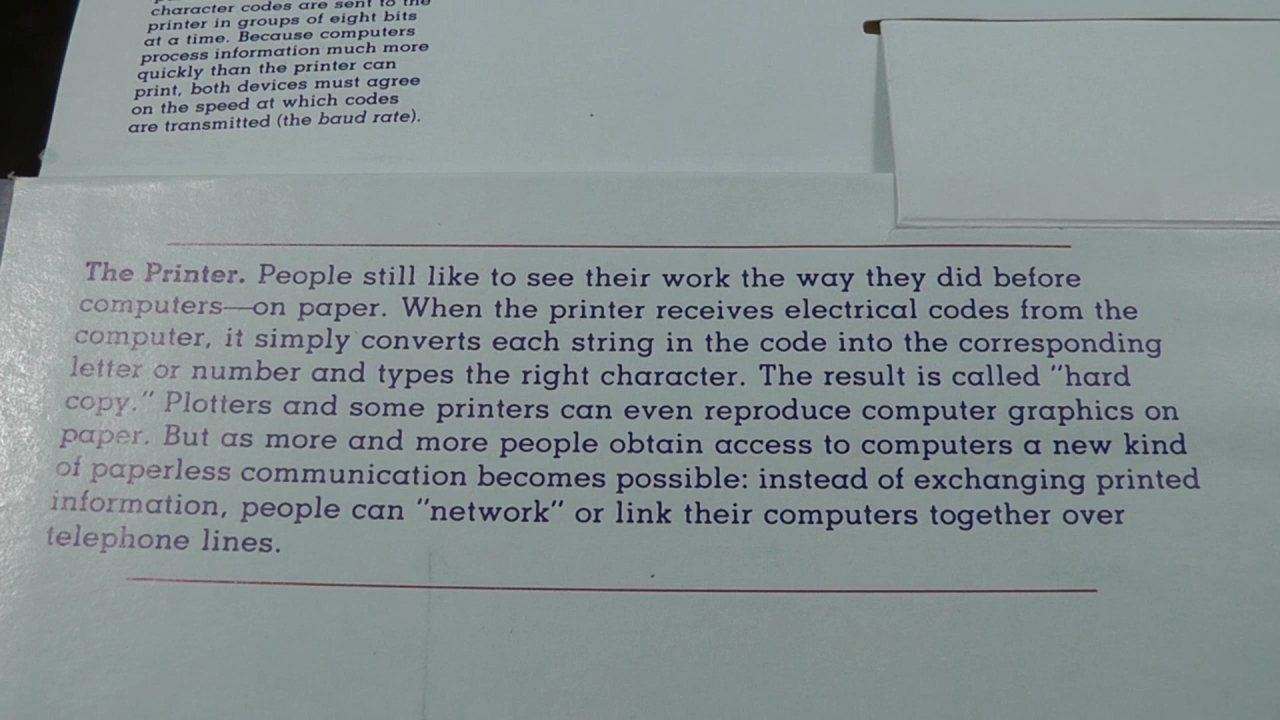 character codes are sent to the
printer in groups of eight bits
at a time. Because computers
process information much more
quickly than the printer can
print, both devices must agree
on the speed at which codes
are transmitted (the baud rate).
The Printer. People still like to see their work the way they did before
computers—on paper. When the printer receives electrical codes from the
computer, it simply converts each string in the code into the corresponding
letter or number and types the right character. The result is called "hard
copy." Plotters and some printers can even reproduce computer graphics on
paper. But as more and more people obtain access to computers a new kind
of paperless communication becomes possible: instead of exchanging printed
information, people can "network" or link their computers together over
telephone lines.